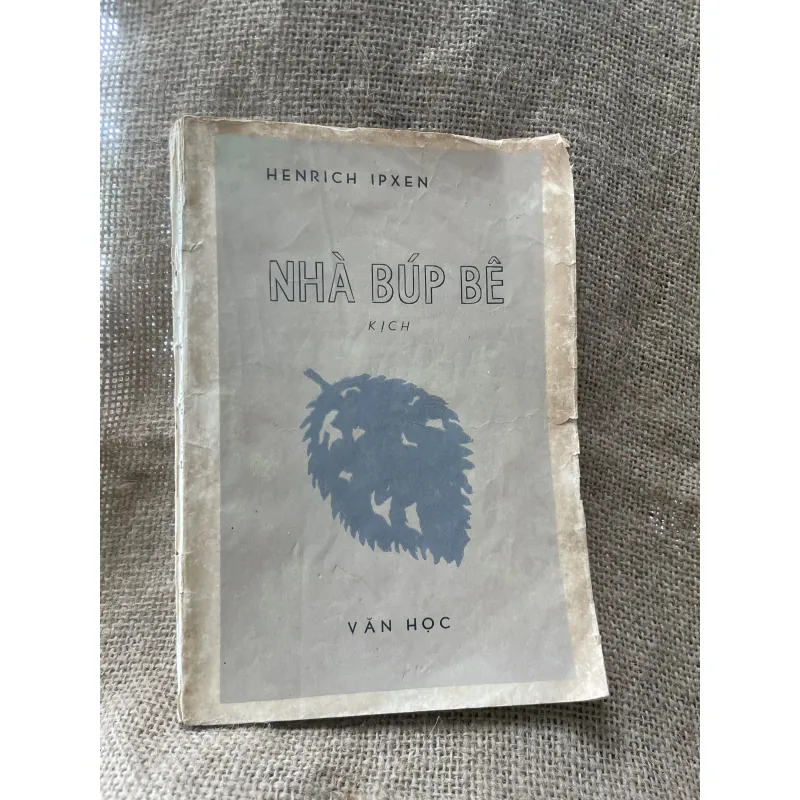 HENRICH IPXEN
NHÀ BÚP BÊ
KỊCH
VĂN HỌC